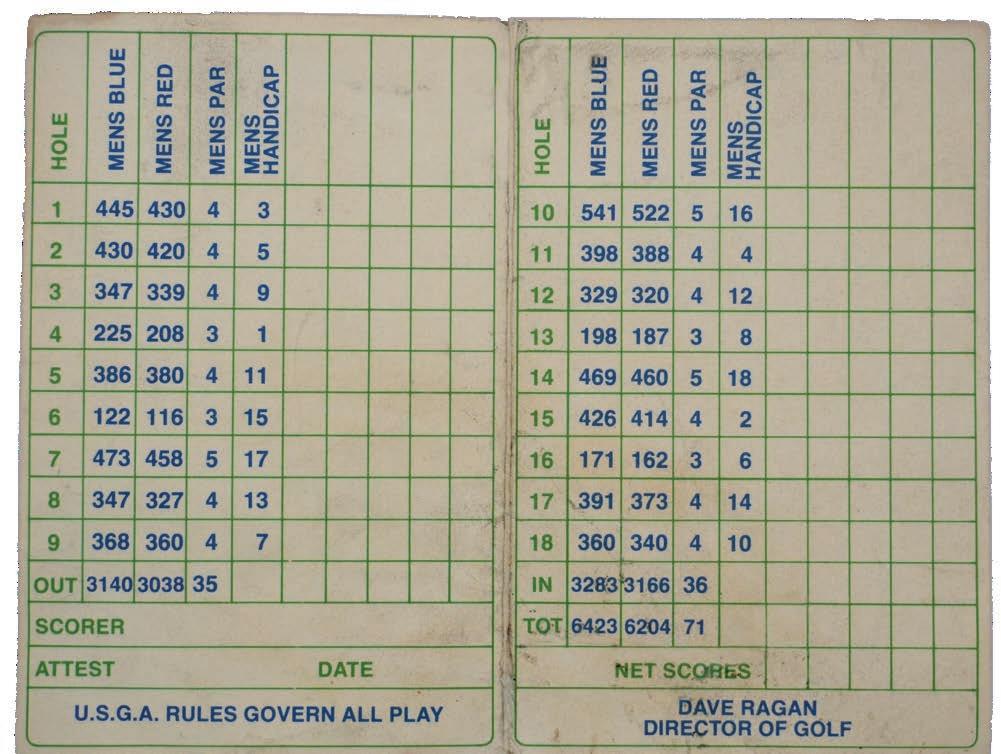 HOLE MENS BLUE MENS RED MENS PAR MENS HANDICAP
1 445 430 4 3
2 430 420 4 5
3 347 339 4 9
4 225 208 3 1
5 386 380 4 11
6 122 116 3 15
7 473 458 5 17
8 347 327 4 13
9 368 360 4 7
OUT 3140 3038 35
SCORER
ATTEST DATE
U.S.G.A. RULES GOVERN ALL PLAY
HOLE MENS BLUE MENS RED MENS PAR MENS HANDICAP
10 541 522 5 16
11 398 388 4 4
12 329 320 4 12
13 198 187 3 8
14 469 460 5 18
15 426 414 4 2
16 171 162 3 6
17 391 373 4 14
18 360 340 4 10
IN 3283 3166 36
TOT 6423 6204 71
NET SCORES
DAVE RAGAN
DIRECTOR OF GOLF